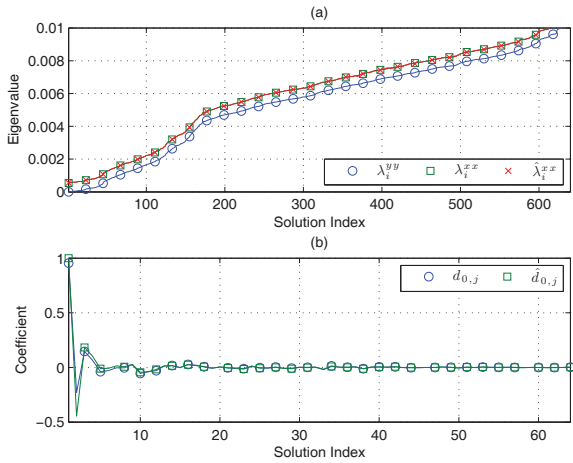 (a)
0.01
0.008
0.006
0.004
0.002
0
Eigenvalue
100 200 300 400 500 600
Solution Index
λ_i^{yy} λ_i^{xx} λ̂_i^{xx}
(b)
1
0.5
0
−0.5
Coefficient
10 20 30 40 50 60
Solution Index
d_{0,j} d̂_{0,j}